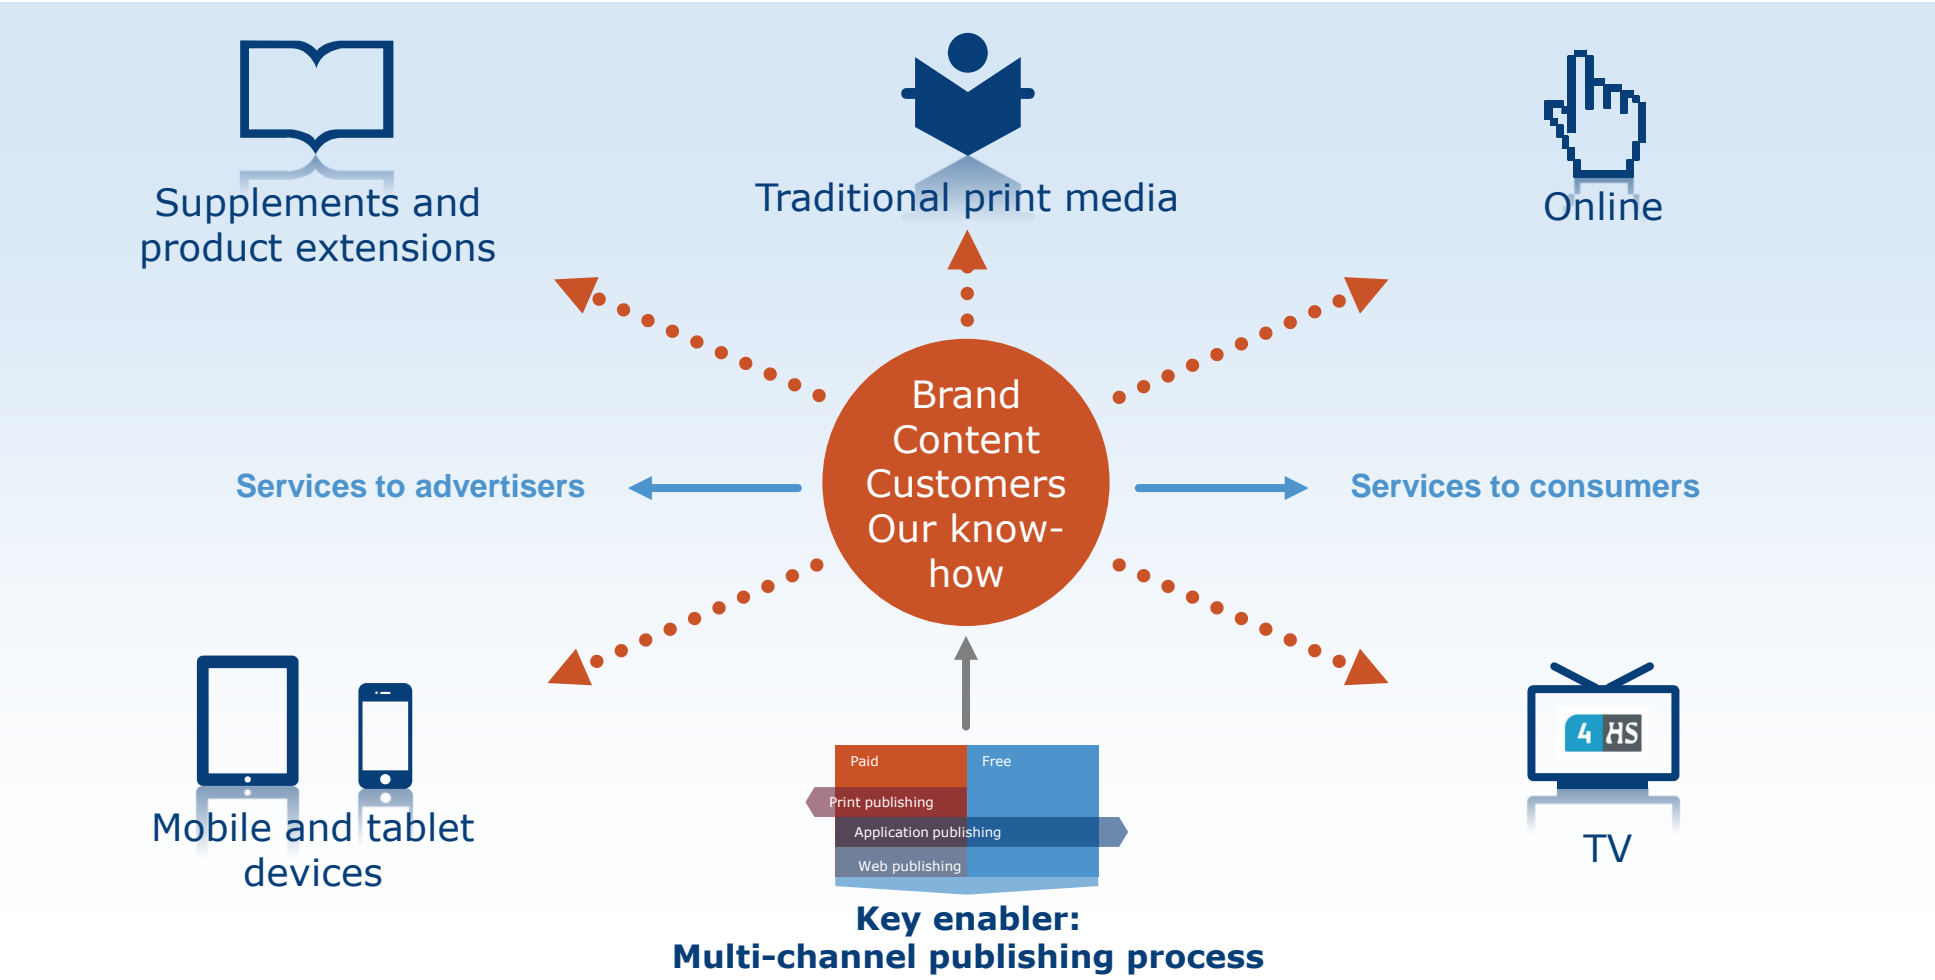 Supplements and
product extensions
Traditional print media
Online
Brand
Content
Customers
Our know-
how
Services to advertisers
Services to consumers
Mobile and tablet
devices
4 HS
TV
Paid
Free
Print publishing
Application publishing
Web publishing
Key enabler:
Multi-channel publishing process